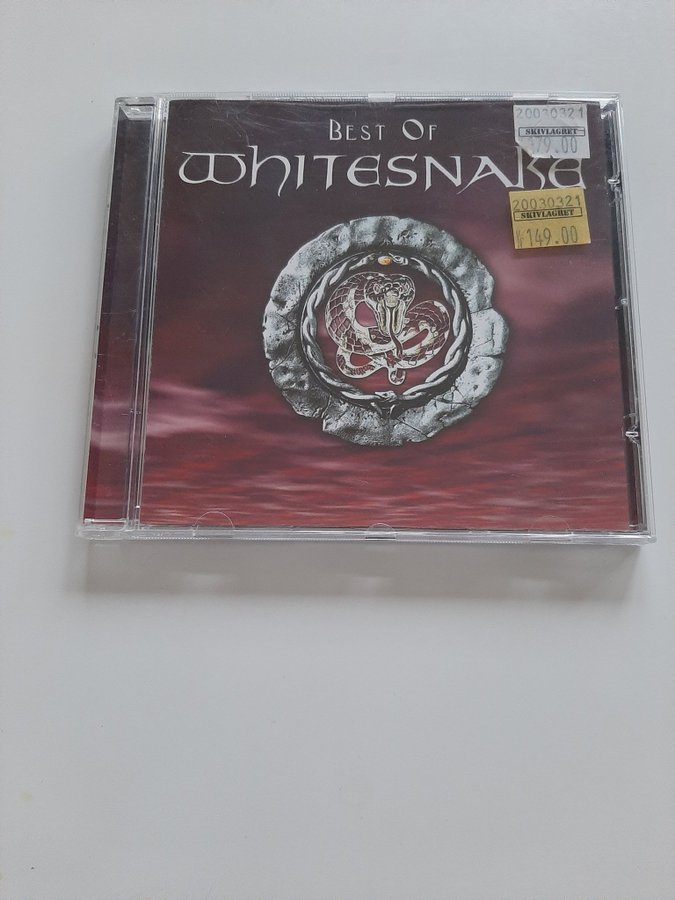 BEST OF
WHITESNAKE
20030321
SKIVLAGRET
179.00
20030321
SKIVLAGRET
149.00